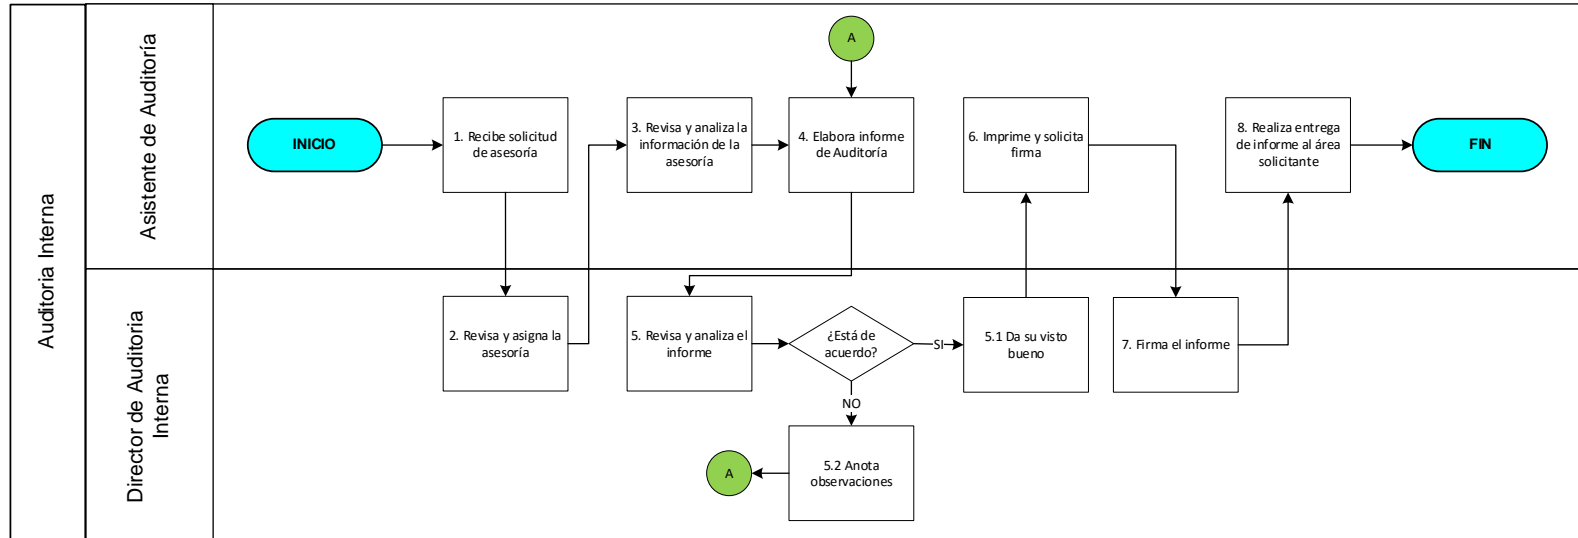 Auditoria Interna
Asistente de Auditoría
Director de Auditoria
Interna
A
INICIO
1. Recibe solicitud
de asesoría
3. Revisa y analiza la
información de la
asesoría
4. Elabora informe
de Auditoría
6. Imprime y solicita
firma
8. Realiza entrega
de informe al área
solicitante
FIN
2. Revisa y asigna la
asesoría
5. Revisa y analiza el
informe
¿Está de
acuerdo?
SI
5.1 Da su visto
bueno
7. Firma el informe
NO
A
5.2 Anota
observaciones